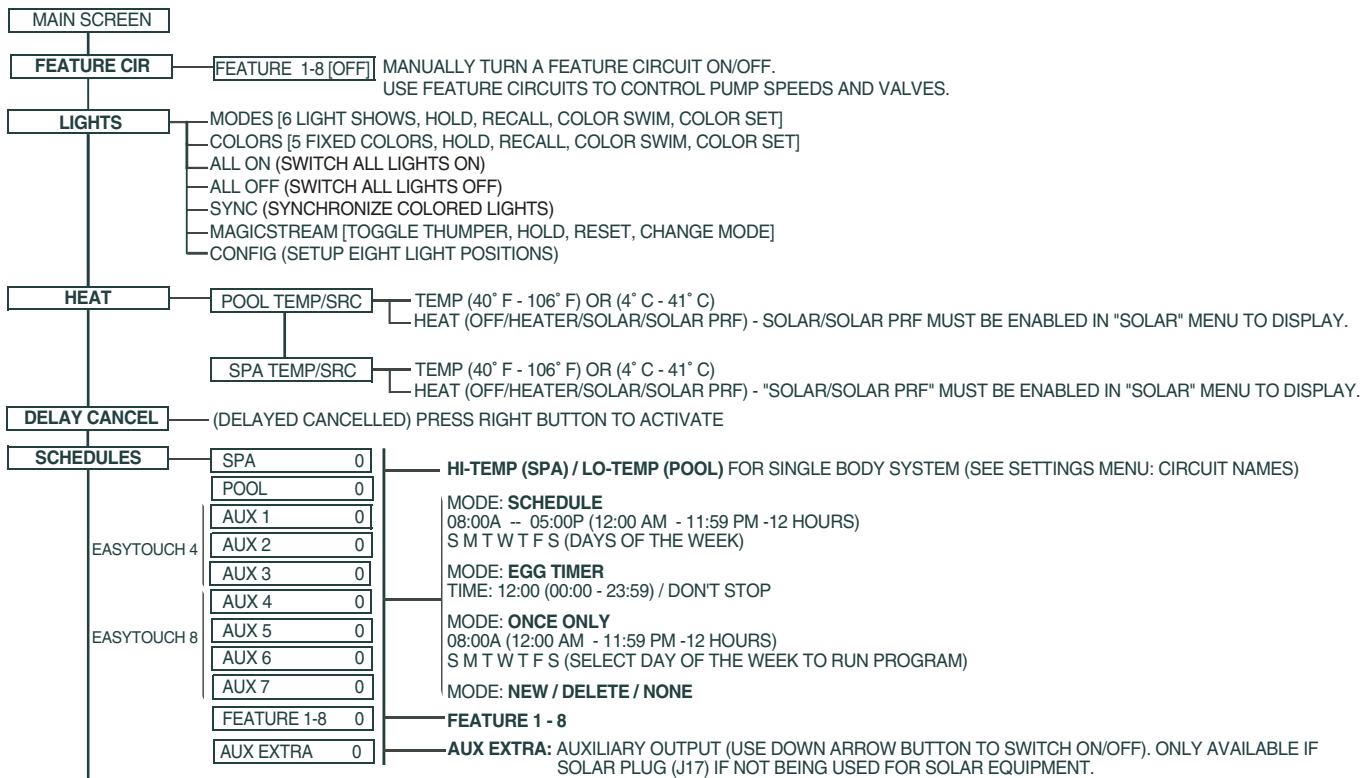 MAIN SCREEN
FEATURE CIR
FEATURE 1-8 [OFF]
MANUALLY TURN A FEATURE CIRCUIT ON/OFF.
USE FEATURE CIRCUITS TO CONTROL PUMP SPEEDS AND VALVES.
LIGHTS
MODES [6 LIGHT SHOWS, HOLD, RECALL, COLOR SWIM, COLOR SET]
COLORS [5 FIXED COLORS, HOLD, RECALL, COLOR SWIM, COLOR SET]
ALL ON (SWITCH ALL LIGHTS ON)
ALL OFF (SWITCH ALL LIGHTS OFF)
SYNC (SYNCHRONIZE COLORED LIGHTS)
MAGICSTREAM [TOGGLE THUMPER, HOLD, RESET, CHANGE MODE]
CONFIG (SETUP EIGHT LIGHT POSITIONS)
HEAT
POOL TEMP/SRC
TEMP (40˚ F - 106˚ F) OR (4˚ C - 41˚ C)
HEAT (OFF/HEATER/SOLAR/SOLAR PRF) - SOLAR/SOLAR PRF MUST BE ENABLED IN "SOLAR" MENU TO DISPLAY.
SPA TEMP/SRC
TEMP (40˚ F - 106˚ F) OR (4˚ C - 41˚ C)
HEAT (OFF/HEATER/SOLAR/SOLAR PRF) - "SOLAR/SOLAR PRF" MUST BE ENABLED IN "SOLAR" MENU TO DISPLAY.
DELAY CANCEL
(DELAYED CANCELLED) PRESS RIGHT BUTTON TO ACTIVATE
SCHEDULES
SPA 0
POOL 0
AUX 1 0
AUX 2 0
AUX 3 0
AUX 4 0
AUX 5 0
AUX 6 0
AUX 7 0
FEATURE 1-8 0
AUX EXTRA 0
EASYTOUCH 4
EASYTOUCH 8
HI-TEMP (SPA) / LO-TEMP (POOL) FOR SINGLE BODY SYSTEM (SEE SETTINGS MENU: CIRCUIT NAMES)
MODE: SCHEDULE
08:00A -- 05:00P (12:00 AM - 11:59 PM -12 HOURS)
S M T W T F S (DAYS OF THE WEEK)
MODE: EGG TIMER
TIME: 12:00 (00:00 - 23:59) / DON'T STOP
MODE: ONCE ONLY
08:00A (12:00 AM - 11:59 PM -12 HOURS)
S M T W T F S (SELECT DAY OF THE WEEK TO RUN PROGRAM)
MODE: NEW / DELETE / NONE
FEATURE 1 - 8
AUX EXTRA: AUXILIARY OUTPUT (USE DOWN ARROW BUTTON TO SWITCH ON/OFF). ONLY AVAILABLE IF
SOLAR PLUG (J17) IF NOT BEING USED FOR SOLAR EQUIPMENT.